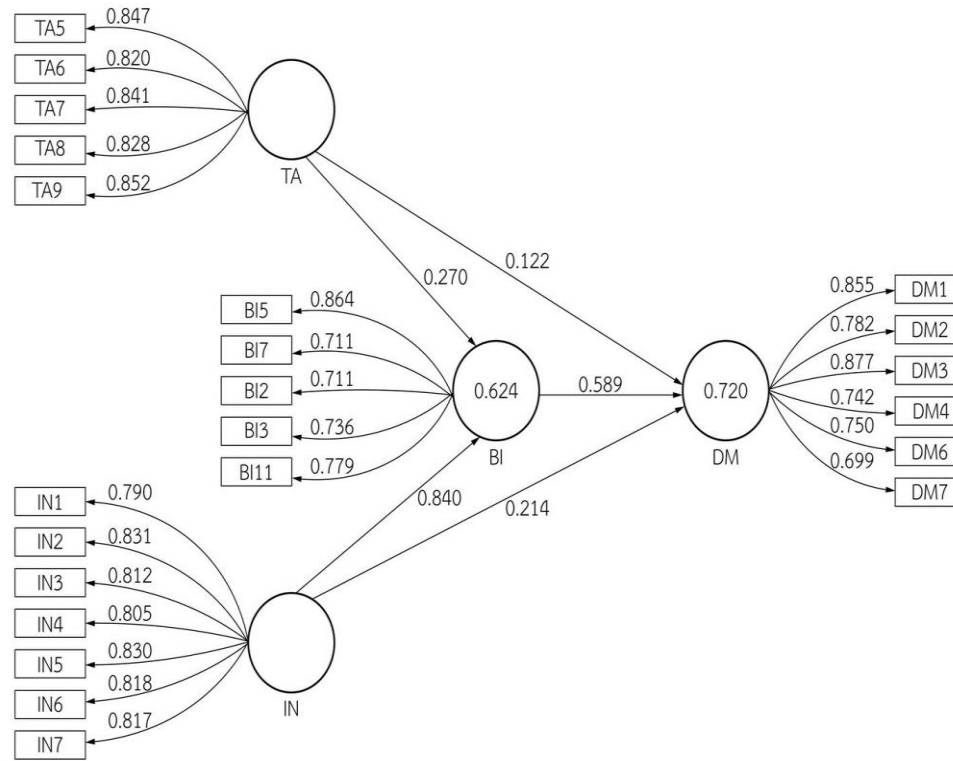 TA5
0.847
TA6
0.820
TA7
0.841
TA8
0.828
TA9
0.852
TA
0.270
0.122
BI5
0.864
BI7
0.711
BI2
0.711
BI3
0.736
BI11
0.779
0.624
BI
0.589
0.720
DM
0.855
DM1
0.782
DM2
0.877
DM3
0.742
DM4
0.750
DM6
0.699
DM7
0.840
0.214
IN1
0.790
IN2
0.831
IN3
0.812
IN4
0.805
IN5
0.830
IN6
0.818
IN7
0.817
IN